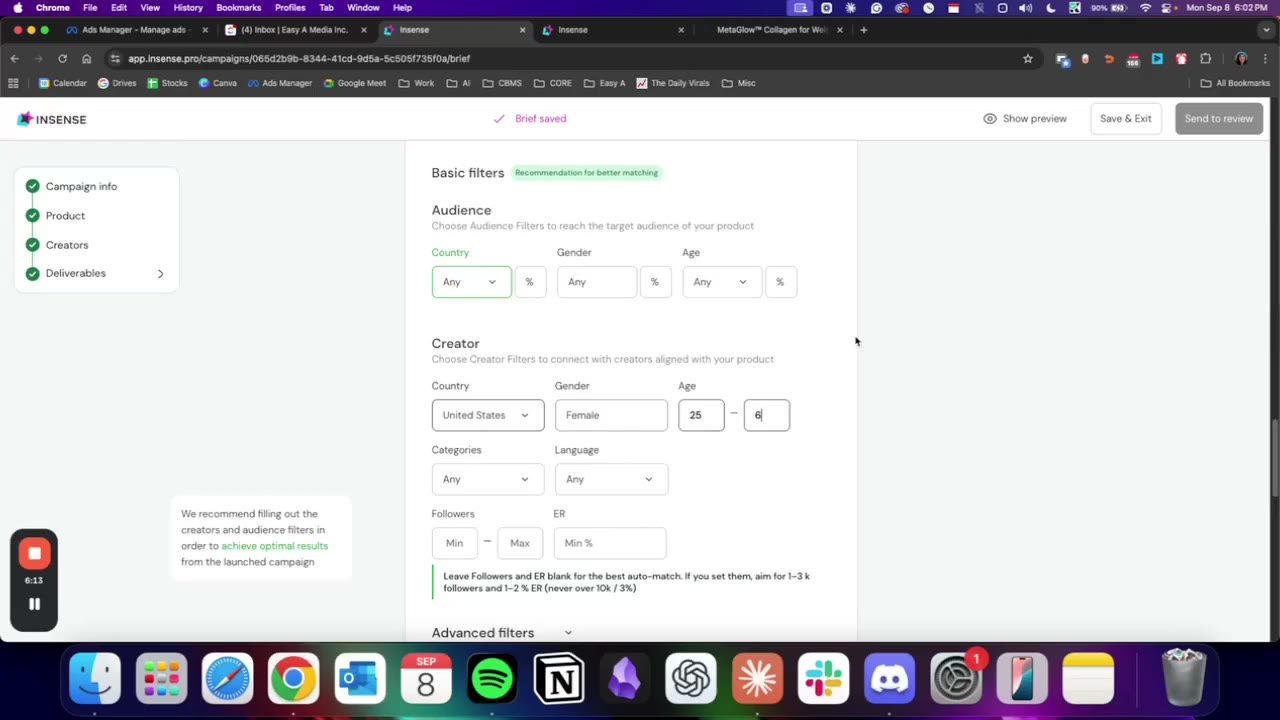 Chrome File Edit View History Bookmarks Profiles Tab Window Help
90% Mon Sep 8 6:02 PM
Ads Manager - Manage ads -
(4) Inbox | Easy A Media Inc.
Insense
Insense
MetaGlow™ Collagen for Wei
app.insense.pro/campaigns/065d2b9b-8344-41cd-9d5a-5c505f735f0a/brief
166
Calendar Drives Stocks Canva Ads Manager Google Meet Work AI CBMS CORE Easy A The Daily Virals Misc All Bookmarks
INSENSE
Brief saved
Show preview
Save & Exit
Send to review
Campaign info
Product
Creators
Deliverables
Basic filters Recommendation for better matching
Audience
Choose Audience Filters to reach the target audience of your product
Country Gender Age
Any % Any % Any %
Creator
Choose Creator Filters to connect with creators aligned with your product
Country Gender Age
United States Female 25 – 6
Categories Language
Any Any
Followers ER
Min – Max Min %
Leave Followers and ER blank for the best auto-match. If you set them, aim for 1–3 k
followers and 1–2 % ER (never over 10k / 3%)
Advanced filters
We recommend filling out the
creators and audience filters in
order to achieve optimal results
from the launched campaign
6:13
SEP
8
1